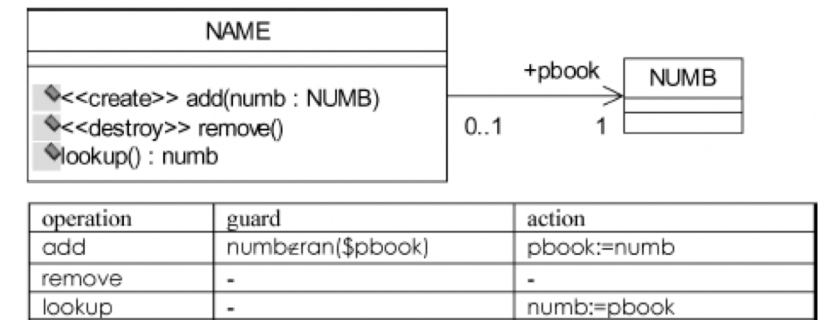 NAME
<<create>> add(numb : NUMB)
<<destroy>> remove()
lookup() : numb
+pbook
NUMB
0..1 1
operation guard action
add numb∉ran($pbook) pbook:=numb
remove - -
lookup - numb:=pbook